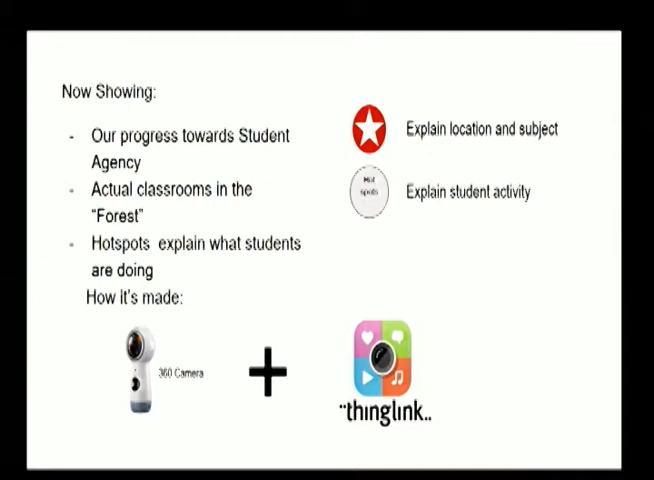 Now Showing:
- Our progress towards Student
Agency
- Actual classrooms in the
"Forest"
- Hotspots explain what students
are doing
How it's made:
Explain location and subject
Hot
spots
Explain student activity
360 Camera
¨thinglink..